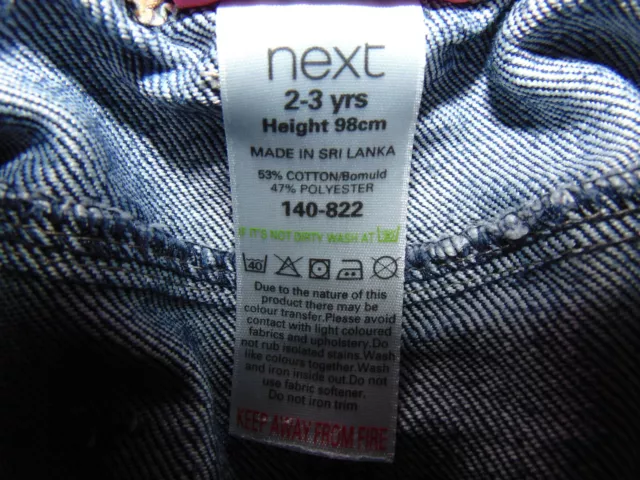 next
2-3 yrs
Height 98cm
MADE IN SRI LANKA
53% COTTON/Bomuld
47% POLYESTER
140-822
IF IT'S NOT DIRTY WASH AT
40
Due to the nature of this
product there may be
colour transfer.Please avoid
contact with light coloured
fabrics and upholstery.Do
not rub isolated stains.Wash
like colours together.Wash
and iron inside out.Do not
use fabric softener.
Do not iron trim
KEEP AWAY FROM FIRE